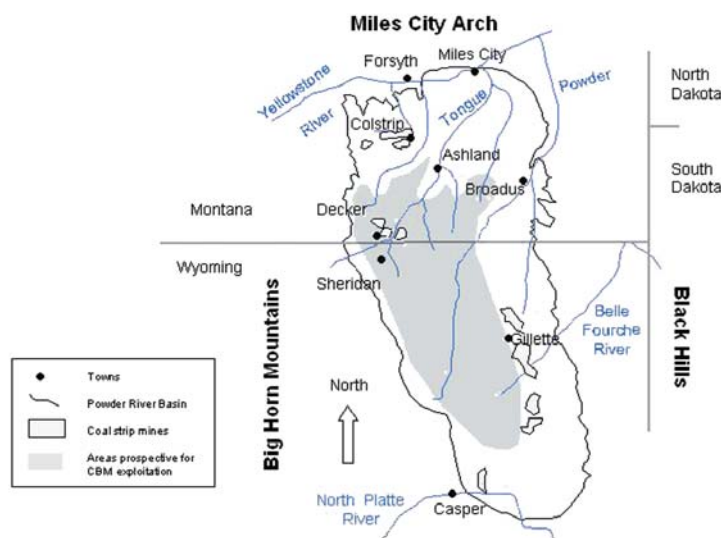 Miles City Arch
Forsyth
Miles City
Yellowstone
River
Powder
North
Dakota
Colstrip
Tongue
Ashland
South
Dakota
Broadus
Montana
Decker
Wyoming
Sheridan
Big Horn Mountains
Black Hills
Belle
Fourche
River
Gillette
Towns
Powder River Basin
Coal strip mines
Areas prospective for
CBM exploitation
North
North Platte
River
Casper